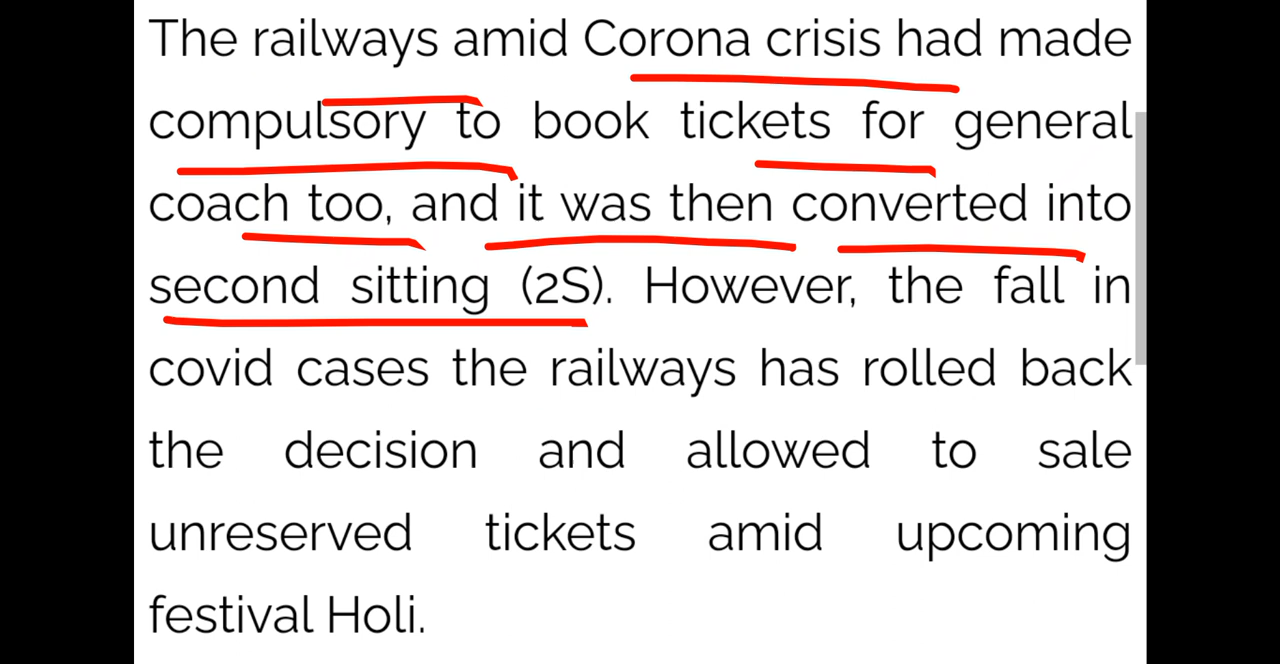 The railways amid Corona crisis had made
compulsory to book tickets for general
coach too, and it was then converted into
second sitting (2S). However, the fall in
covid cases the railways has rolled back
the decision and allowed to sale
unreserved tickets amid upcoming
festival Holi.